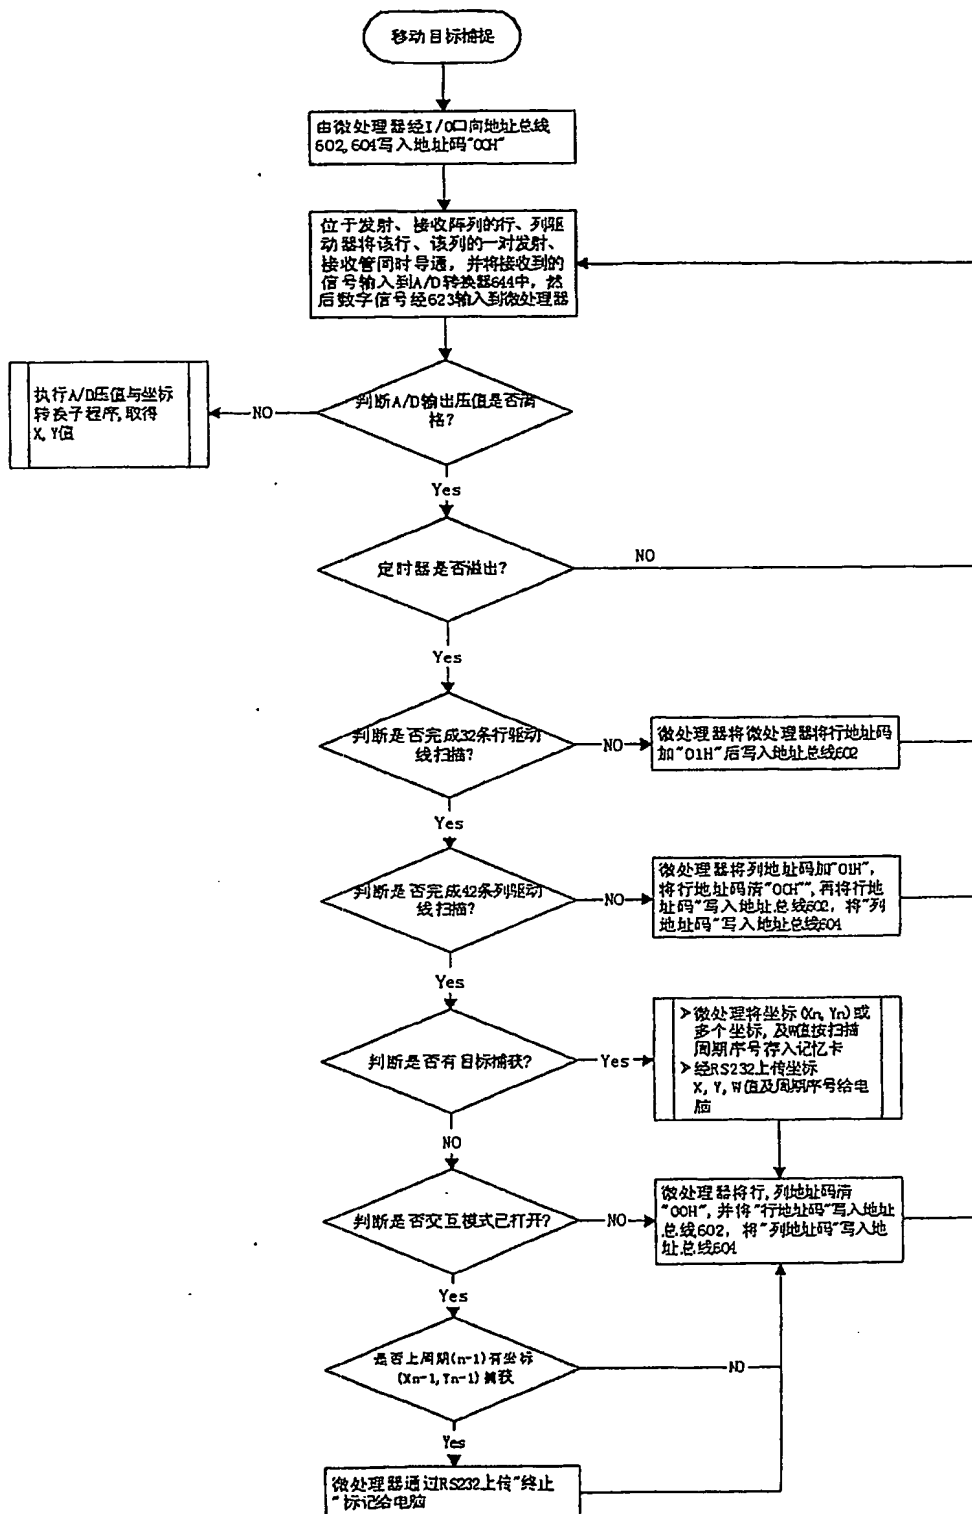 移动目标捕捉
由微处理器经I/O口向地址总线
602,604写入地址码"00H"
位于发射、接收阵列的行、列驱
动器将该行、该列的一对发射、
接收管同时导通，并将接收到的
信号输入到A/D转换器644中，然
后数字信号经623输入到微处理器
判断A/D输出压值是否满
格？
NO
执行A/D压值与坐标
转换子程序,取得
X,Y值
Yes
定时器是否溢出？
NO
Yes
判断是否完成32条行驱动
线扫描？
NO
微处理器将微处理器将行地址码
加"01H"后写入地址总线602
Yes
判断是否完成42条列驱动
线扫描？
NO
微处理器将列地址码加"01H"，
将行地址码清"00H""，再将行地
址码"写入地址总线602，将"列
地址码"写入地址总线604
Yes
判断是否有目标捕获？
Yes
>微处理将坐标(Xn,Yn)或
多个坐标,及W值按扫描
周期序号存入记忆卡
>经RS232上传坐标
X,Y,W值及周期序号给电
脑
NO
判断是否交互模式已打开？
NO
微处理器将行,列地址码清
"00H",并将"行地址码"写入地址
总线602，将"列地址码"写入地
址总线604
Yes
是否上周期(n-1)有坐标
(Xn-1,Yn-1)捕获
NO
Yes
微处理器通过RS232上传"终止
"标记给电脑